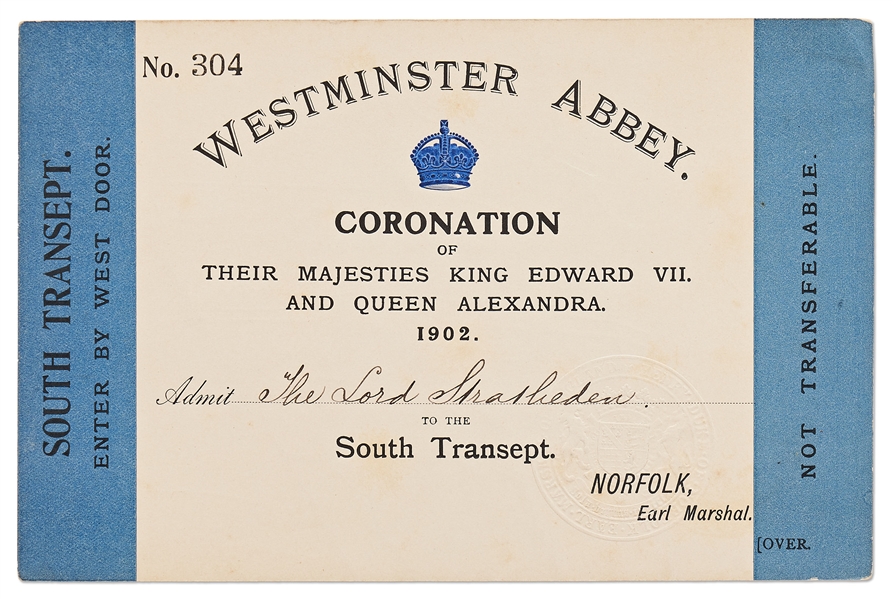 No. 304
WESTMINSTER ABBEY.
CORONATION
OF
THEIR MAJESTIES KING EDWARD VII.
AND QUEEN ALEXANDRA.
1902.
Admit The Lord Stratheden.
TO THE
South Transept.
NORFOLK,
Earl Marshal.
[OVER.
SOUTH TRANSEPT.
ENTER BY WEST DOOR.
NOT TRANSFERABLE.